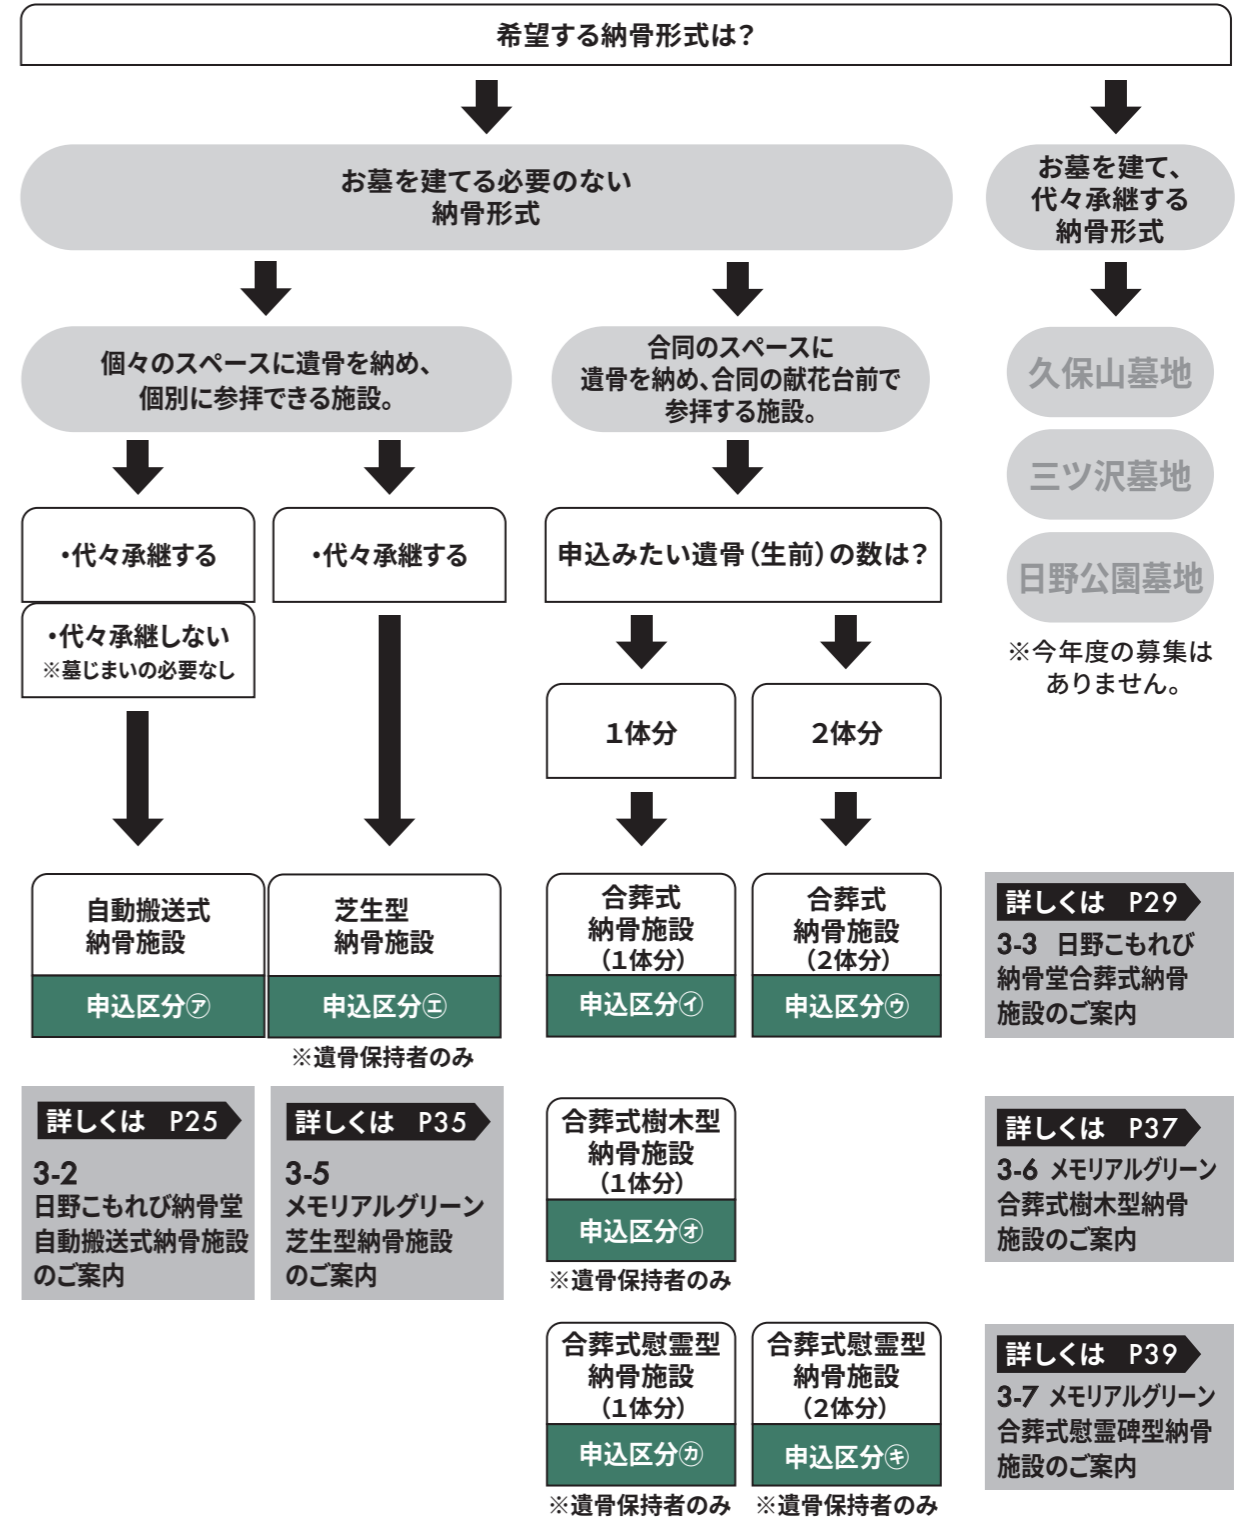 希望する納骨形式は？
お墓を建てる必要のない
納骨形式
お墓を建て、
代々承継する
納骨形式
個々のスペースに遺骨を納め、
個別に参拝できる施設。
合同のスペースに
遺骨を納め、合同の献花台前で
参拝する施設。
久保山墓地
三ツ沢墓地
日野公園墓地
※今年度の募集は
ありません。
・代々承継する
・代々承継しない
※墓じまいの必要なし
・代々承継する
申込みたい遺骨（生前）の数は？
１体分
２体分
自動搬送式
納骨施設
申込区分㋐
芝生型
納骨施設
申込区分㋓
※遺骨保持者のみ
合葬式
納骨施設
（１体分）
申込区分㋑
合葬式
納骨施設
（２体分）
申込区分㋒
詳しくは P29
3-3 日野こもれび
納骨堂合葬式納骨
施設のご案内
詳しくは P25
3-2
日野こもれび納骨堂
自動搬送式納骨施設
のご案内
詳しくは P35
3-5
メモリアルグリーン
芝生型納骨施設
のご案内
合葬式樹木型
納骨施設
（１体分）
申込区分㋔
※遺骨保持者のみ
詳しくは P37
3-6 メモリアルグリーン
合葬式樹木型納骨
施設のご案内
合葬式慰霊型
納骨施設
（１体分）
申込区分㋕
※遺骨保持者のみ
合葬式慰霊型
納骨施設
（２体分）
申込区分㋖
※遺骨保持者のみ
詳しくは P39
3-7 メモリアルグリーン
合葬式慰霊碑型納骨
施設のご案内